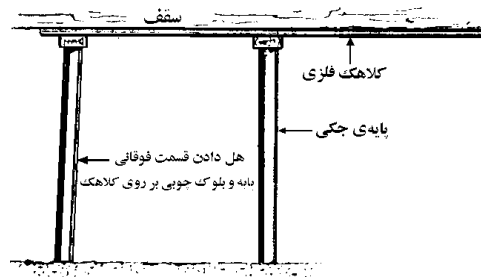 سقف
کلاهک فلزی
پایه‌ی جکی
هل دادن قسمت فوقانی
پایه و بلوک چوبی بر روی کلاهک